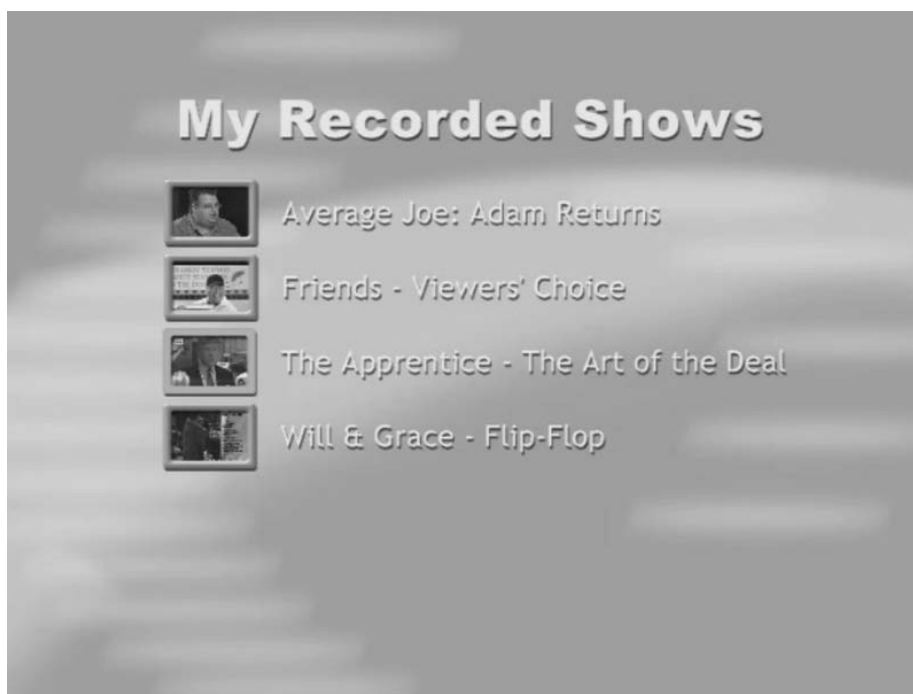 My Recorded Shows
Average Joe: Adam Returns
Friends - Viewers' Choice
The Apprentice - The Art of the Deal
Will & Grace - Flip-Flop